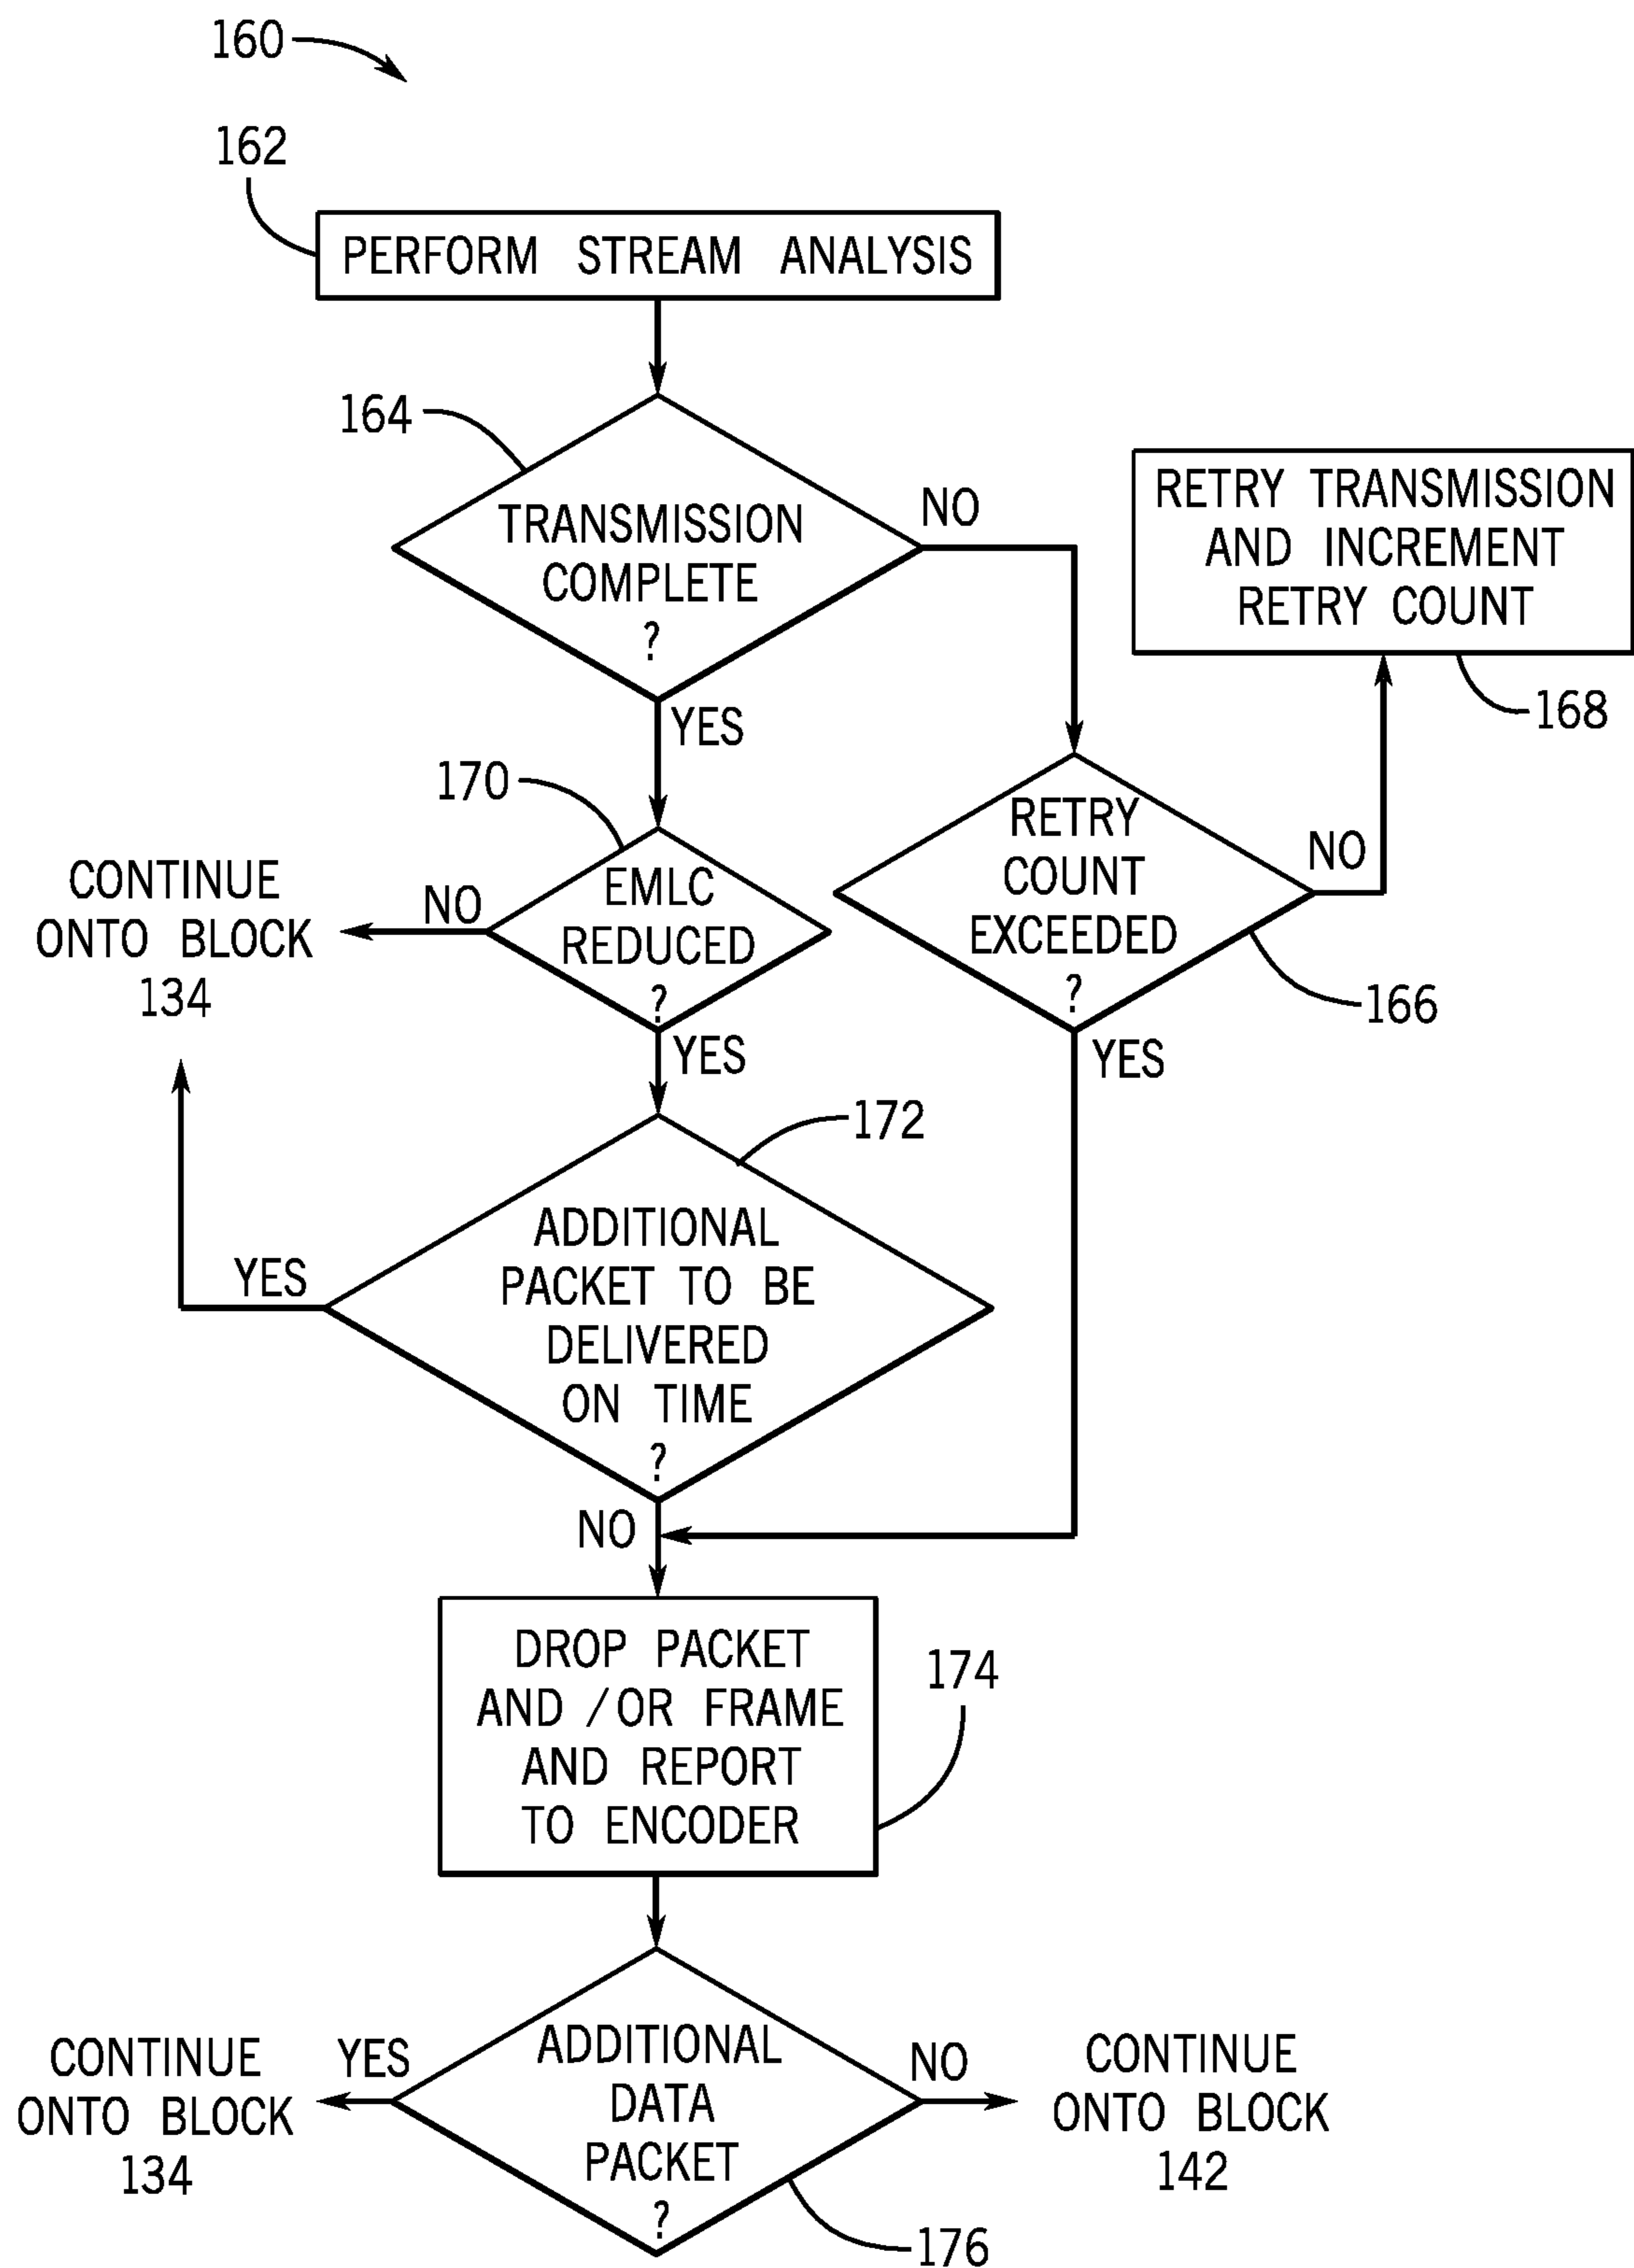 160
162
PERFORM STREAM ANALYSIS
164
TRANSMISSION
COMPLETE
?
NO
YES
RETRY TRANSMISSION
AND INCREMENT
RETRY COUNT
168
170
EMLC
REDUCED
?
NO
YES
CONTINUE
ONTO BLOCK
134
RETRY
COUNT
EXCEEDED
?
NO
166
YES
172
ADDITIONAL
PACKET TO BE
DELIVERED
ON TIME
?
YES
NO
DROP PACKET
AND /OR FRAME
AND REPORT
TO ENCODER
174
ADDITIONAL
DATA
PACKET
?
YES
CONTINUE
ONTO BLOCK
134
NO
CONTINUE
ONTO BLOCK
142
176